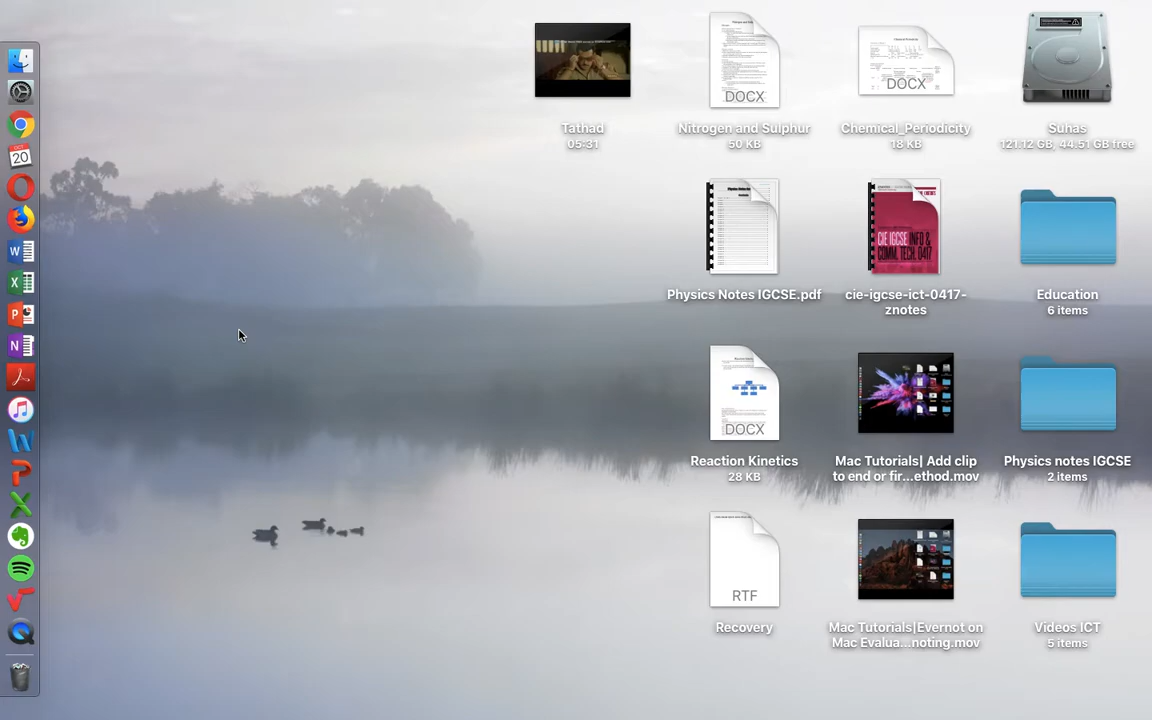 Tathad
05:31
DOCX
Nitrogen and Sulphur
50 KB
DOCX
Chemical_Periodicity
18 KB
Suhas
121.12 GB, 44.51 GB free
Physics Notes IGCSE.pdf
CIE IGCSE INFO &
COMM. TECH. 0417
cie-igcse-ict-0417-
znotes
Education
6 items
DOCX
Reaction Kinetics
28 KB
Mac Tutorials| Add clip
to end or fir...ethod.mov
Physics notes IGCSE
2 items
RTF
Recovery
Mac Tutorials|Evernot on
Mac Evalua...noting.mov
Videos ICT
5 items
OCT
20
W
X
P
N
W
P
X